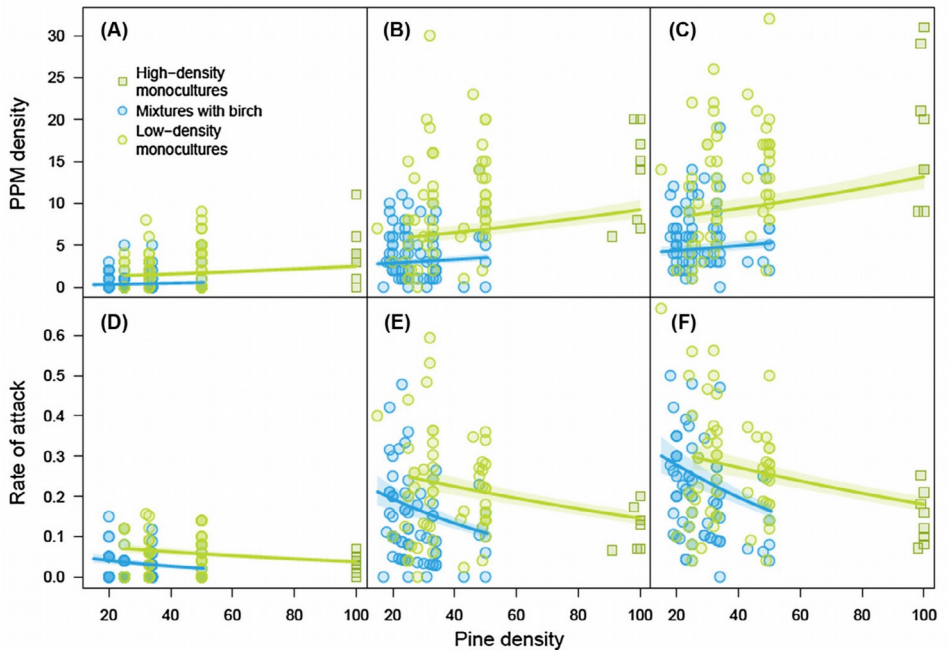 (A)
(B)
(C)
30
25
20
15
10
5
0
PPM density
High-density
monocultures
Mixtures with birch
Low-density
monocultures
(D)
(E)
(F)
0.6
0.5
0.4
0.3
0.2
0.1
0.0
Rate of attack
20 40 60 80 100 20 40 60 80 100 20 40 60 80 100
Pine density